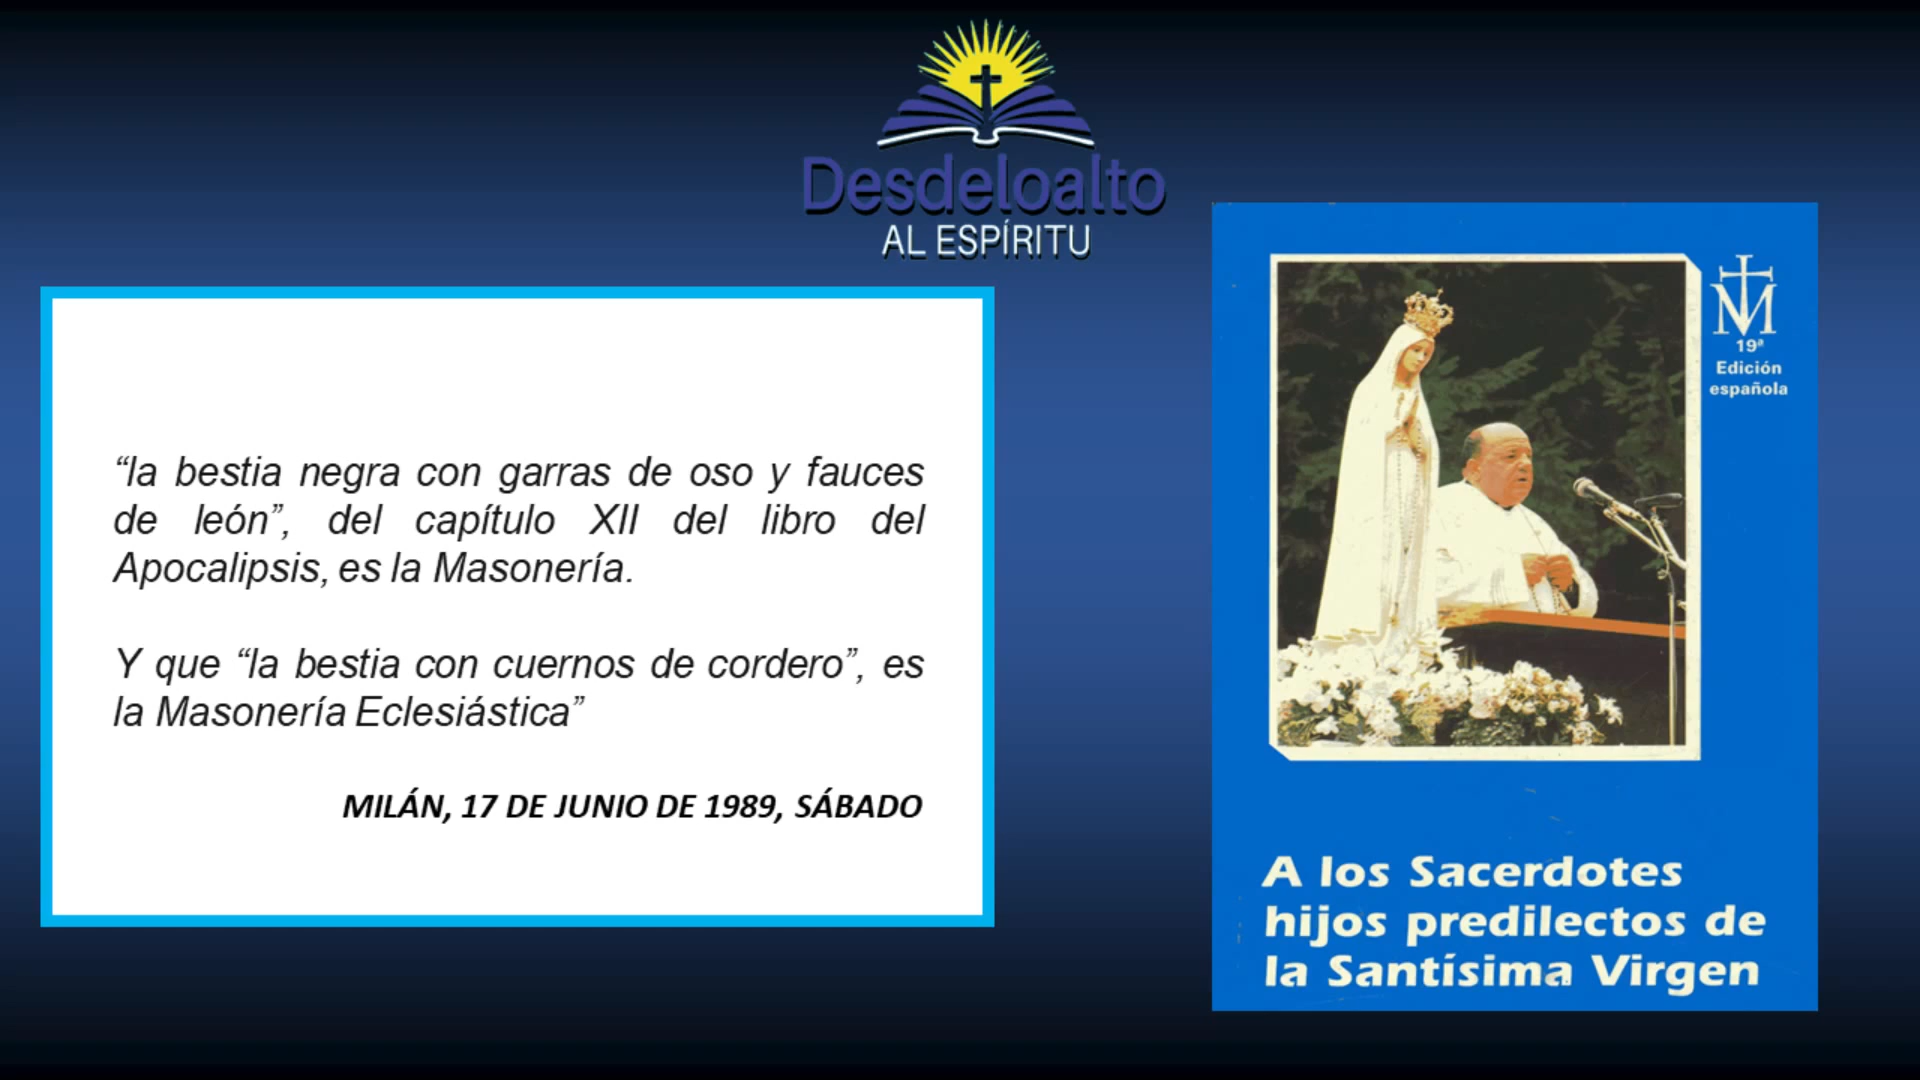 Desdeloalto
AL ESPÍRITU
“la bestia negra con garras de oso y fauces
de león”, del capítulo XII del libro del
Apocalipsis, es la Masonería.
Y que “la bestia con cuernos de cordero”, es
la Masonería Eclesiástica”
MILÁN, 17 DE JUNIO DE 1989, SÁBADO
19ª
Edición
española
A los Sacerdotes
hijos predilectos de
la Santísima Virgen